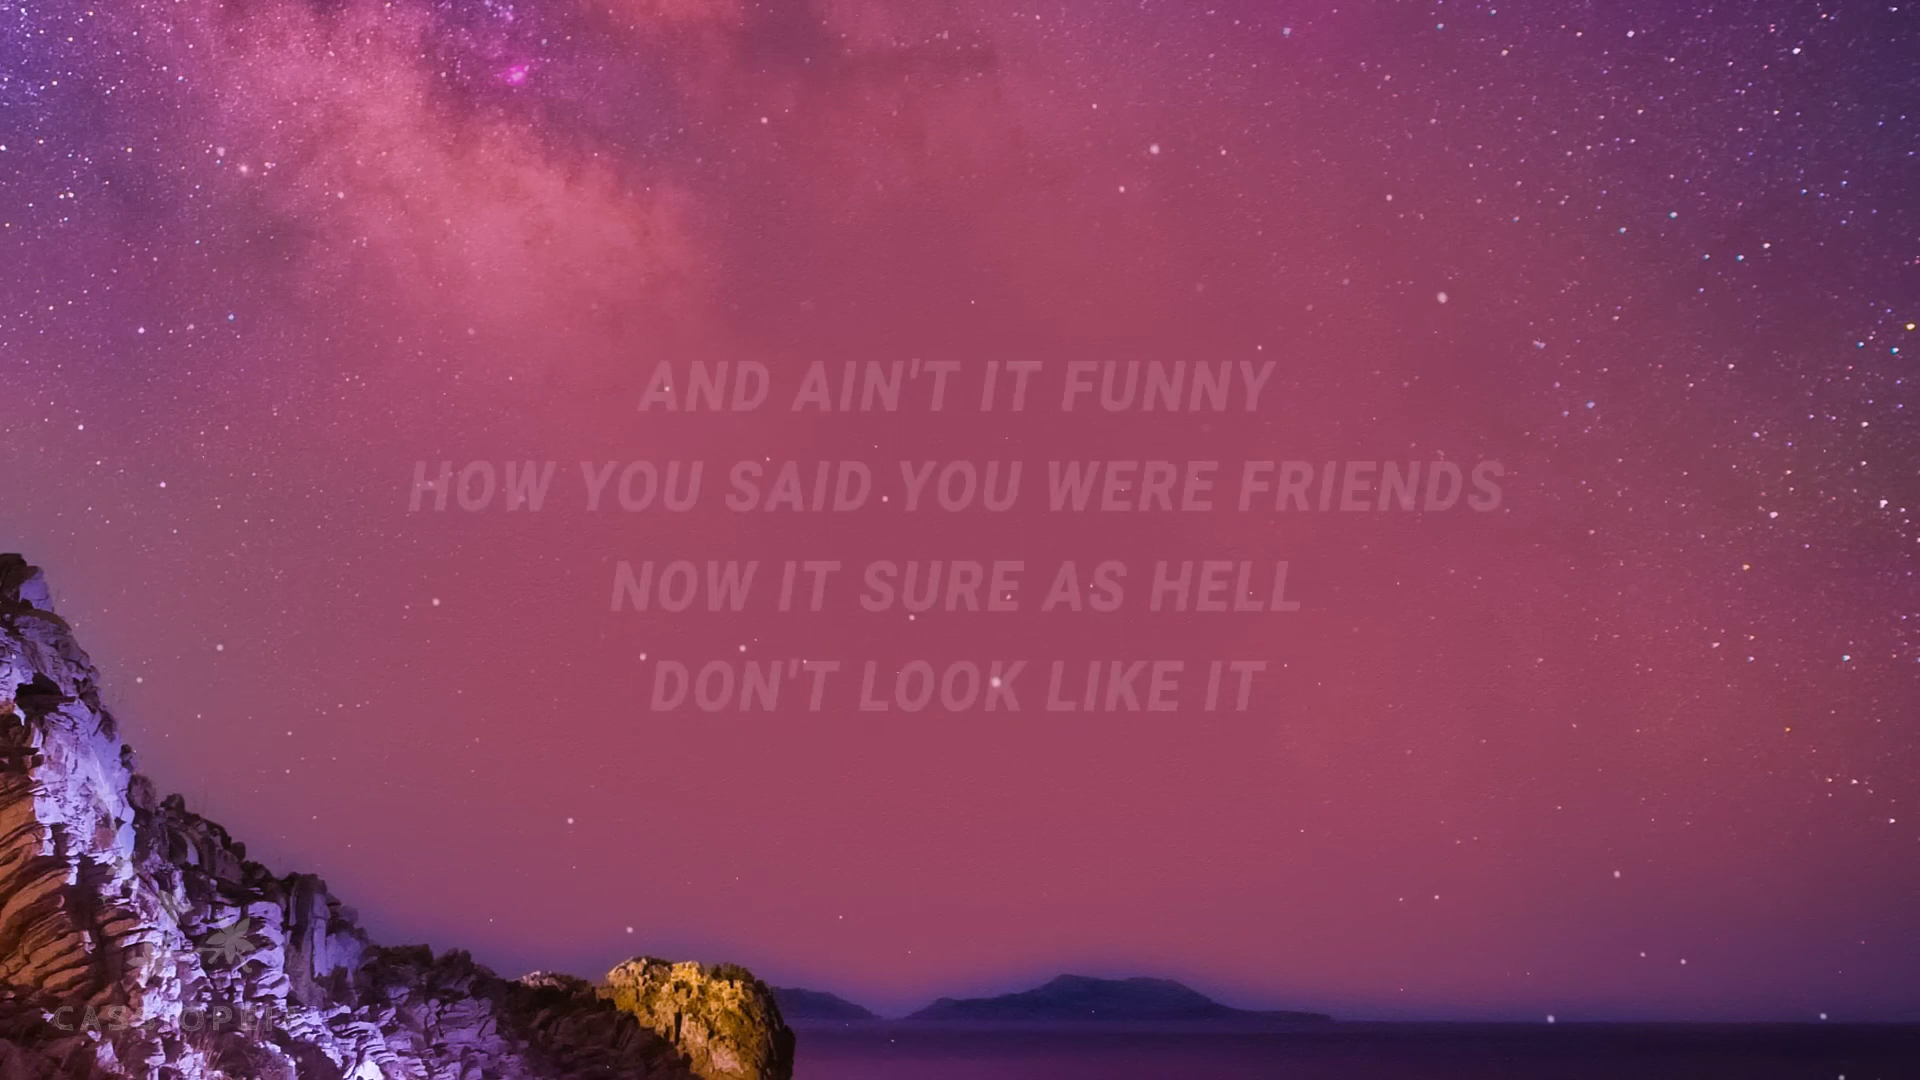 AND AIN'T IT FUNNY
HOW YOU SAID YOU WERE FRIENDS
NOW IT SURE AS HELL
DON'T LOOK LIKE IT